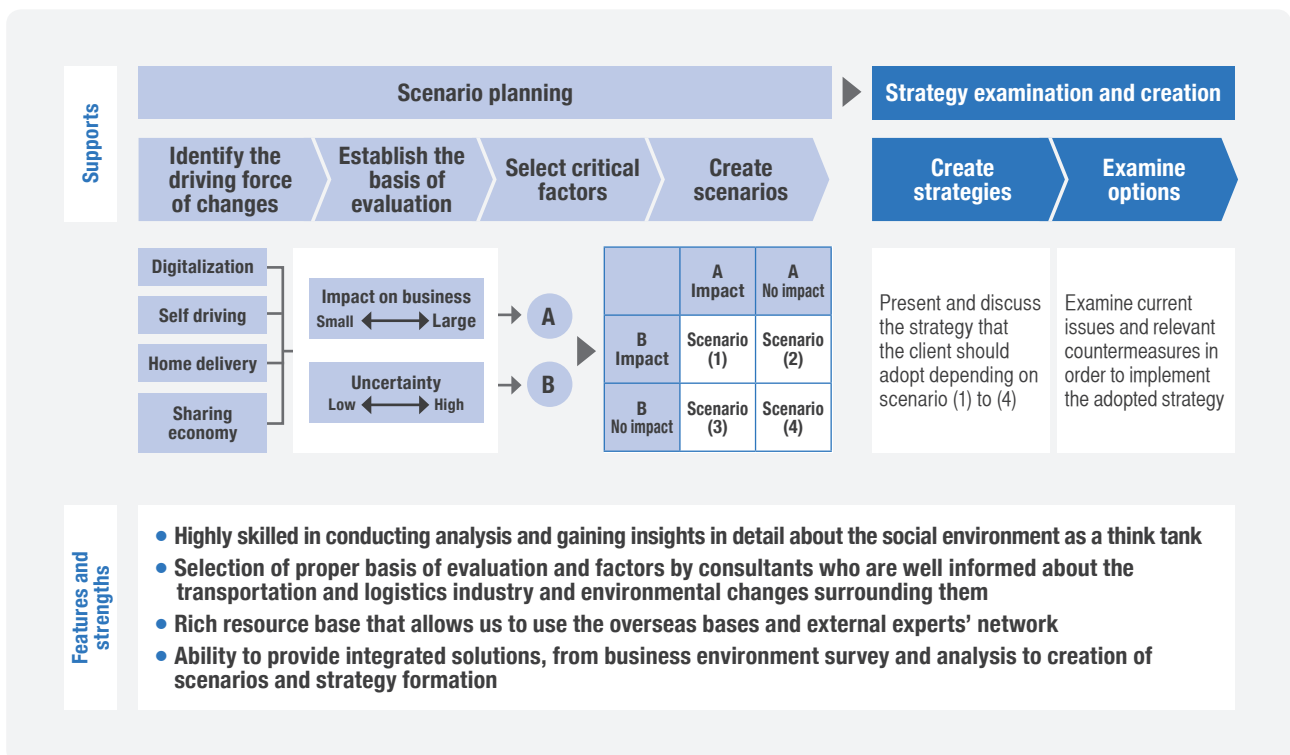 Supports
Scenario planning
Strategy examination and creation
Identify the
driving force
of changes
Establish the
basis of
evaluation
Select critical
factors
Create
scenarios
Create
strategies
Examine
options
Digitalization
Self driving
Home delivery
Sharing
economy
Impact on business
Small Large
Uncertainty
Low High
A
B
A
Impact
A
No impact
B
Impact
Scenario
(1)
Scenario
(2)
B
No impact
Scenario
(3)
Scenario
(4)
Present and discuss
the strategy that
the client should
adopt depending on
scenario (1) to (4)
Examine current
issues and relevant
countermeasures in
order to implement
the adopted strategy
Features and
strengths
• Highly skilled in conducting analysis and gaining insights in detail about the social environment as a think tank
• Selection of proper basis of evaluation and factors by consultants who are well informed about the
transportation and logistics industry and environmental changes surrounding them
• Rich resource base that allows us to use the overseas bases and external experts’ network
• Ability to provide integrated solutions, from business environment survey and analysis to creation of
scenarios and strategy formation